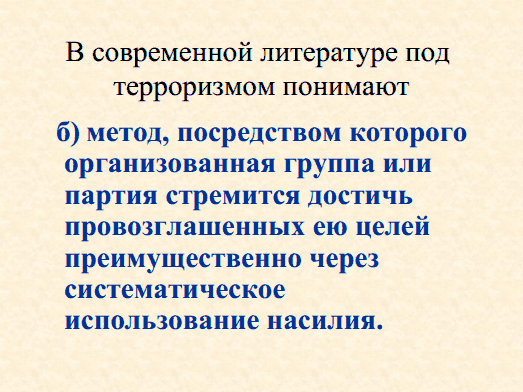 В современной литературе под
терроризмом понимают
б) метод, посредством которого
организованная группа или
партия стремится достичь
провозглашенных ею целей
преимущественно через
систематическое
использование насилия.